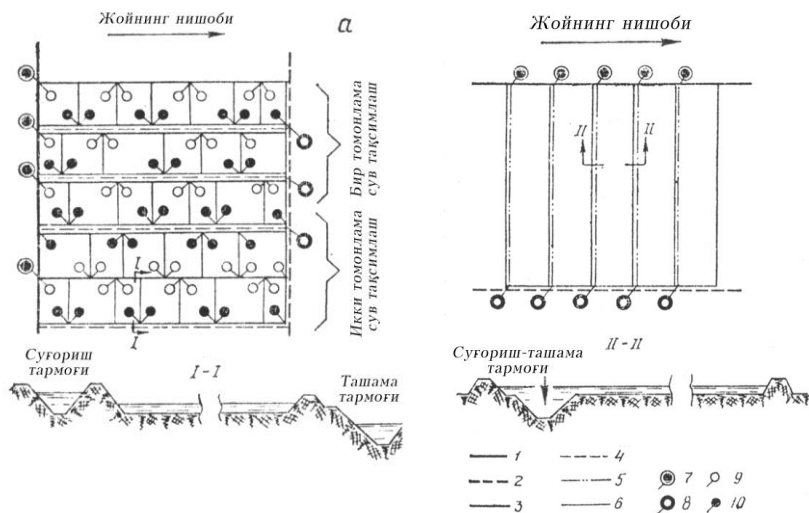 Жойнинг нишоби
а
Бир томонлама
сув тақсимлаш
Икки томонлама
сув тақсимлаш
I
I
Суғориш
тармоғи
I-I
Ташама
тармоғи
Жойнинг нишоби
II
II
II-II
Суғориш-ташама
тармоғи
1
2
3
4
5
6
7
8
9
10